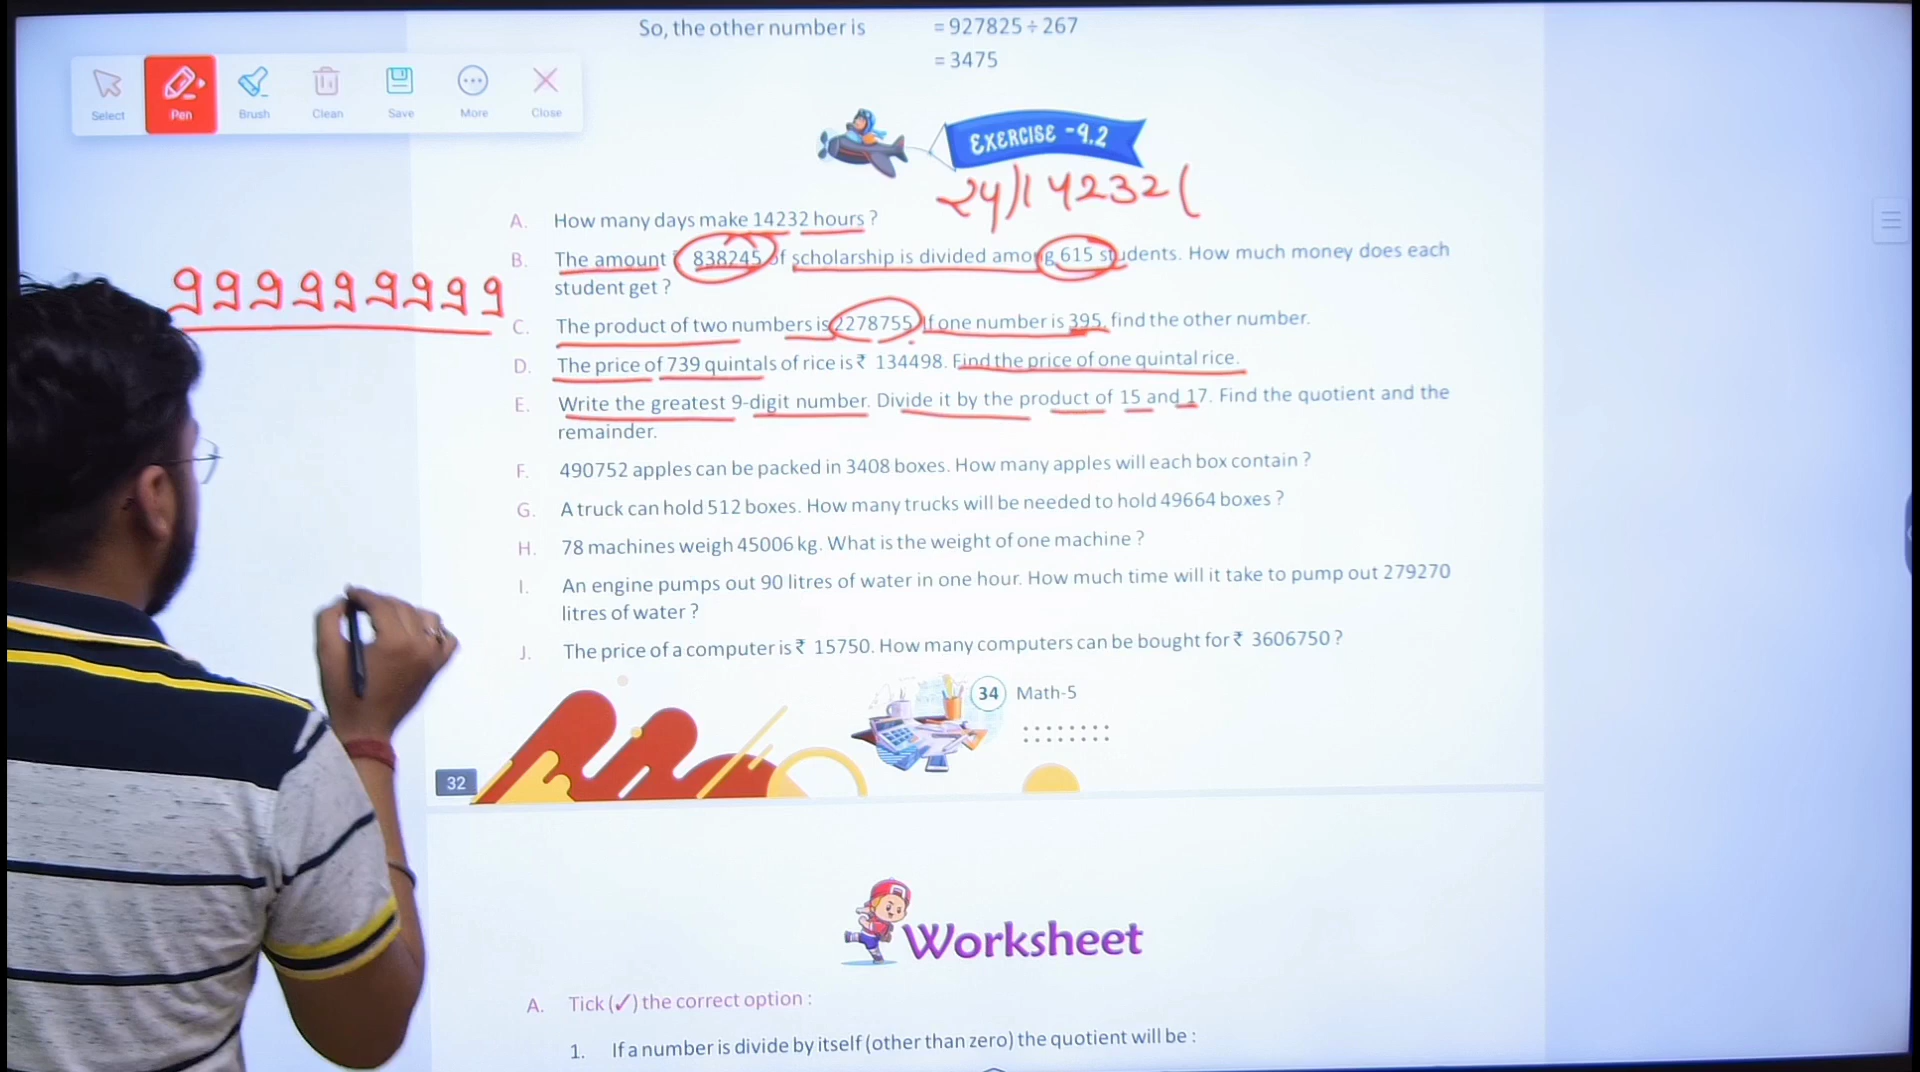 So, the other number is = 927825 ÷ 267
= 3475
Select Pen Brush Clean Save More Close
EXERCISE -9.2
24)14232(
A. How many days make 14232 hours ?
B. The amount ₹ 838245 of scholarship is divided among 615 students. How much money does each
student get ?
999999999
C. The product of two numbers is 2278755. If one number is 395, find the other number.
D. The price of 739 quintals of rice is ₹ 134498. Find the price of one quintal rice.
E. Write the greatest 9-digit number. Divide it by the product of 15 and 17. Find the quotient and the
remainder.
F. 490752 apples can be packed in 3408 boxes. How many apples will each box contain ?
G. A truck can hold 512 boxes. How many trucks will be needed to hold 49664 boxes ?
H. 78 machines weigh 45006 kg. What is the weight of one machine ?
I. An engine pumps out 90 litres of water in one hour. How much time will it take to pump out 279270
litres of water ?
J. The price of a computer is ₹ 15750. How many computers can be bought for ₹ 3606750 ?
34 Math-5
32
Worksheet
A. Tick (✓) the correct option :
1. If a number is divide by itself (other than zero) the quotient will be :